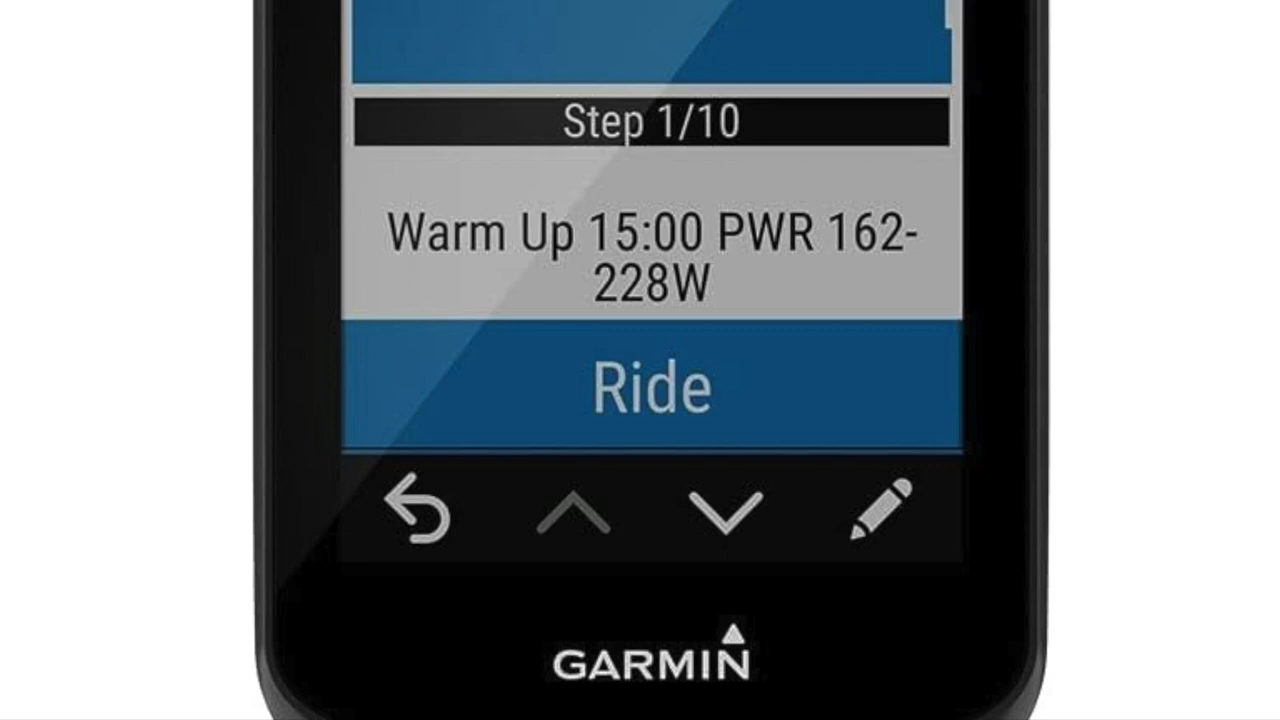 Step 1/10
Warm Up 15:00 PWR 162-
228W
Ride
GARMIN